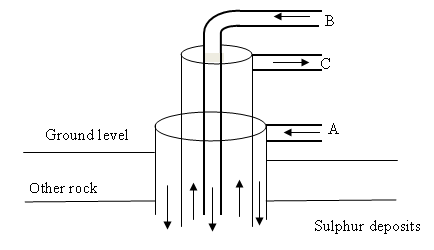 B
C
A
Ground level
Other rock
Sulphur deposits